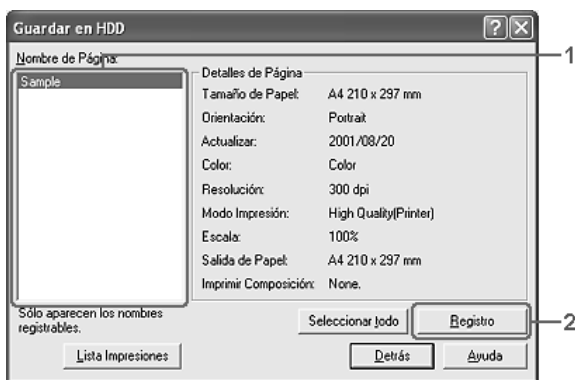 Guardar en HDD
Nombre de Página:
1
Sample
Detalles de Página
Tamaño de Papel: A4 210 x 297 mm
Orientación: Portrait
Actualizar: 2001/08/20
Color: Color
Resolución: 300 dpi
Modo Impresión: High Quality(Printer)
Escala: 100%
Salida de Papel: A4 210 x 297 mm
Imprimir Composición: None.
Sólo aparecen los nombres
registrables.
Seleccionar todo
Registro
2
Lista Impresiones
Detrás
Ayuda